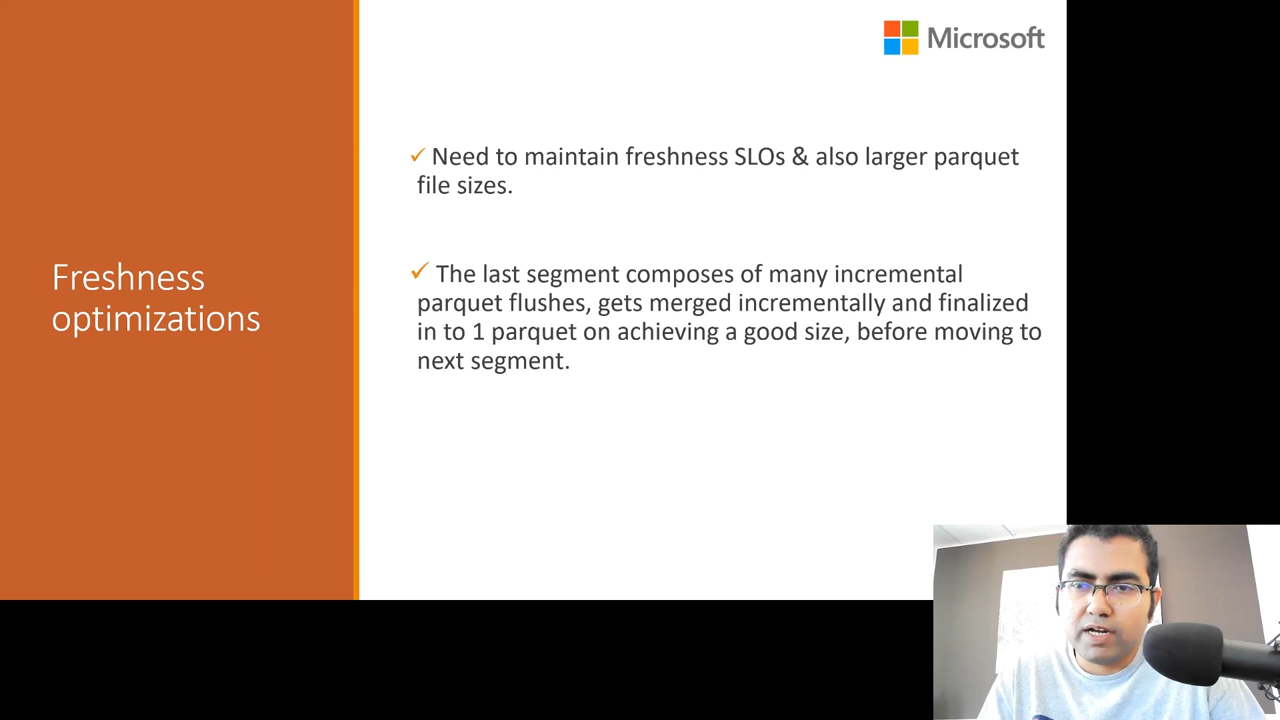 Microsoft
✓ Need to maintain freshness SLOs & also larger parquet
file sizes.
Freshness
optimizations
✓ The last segment composes of many incremental
parquet flushes, gets merged incrementally and finalized
in to 1 parquet on achieving a good size, before moving to
next segment.